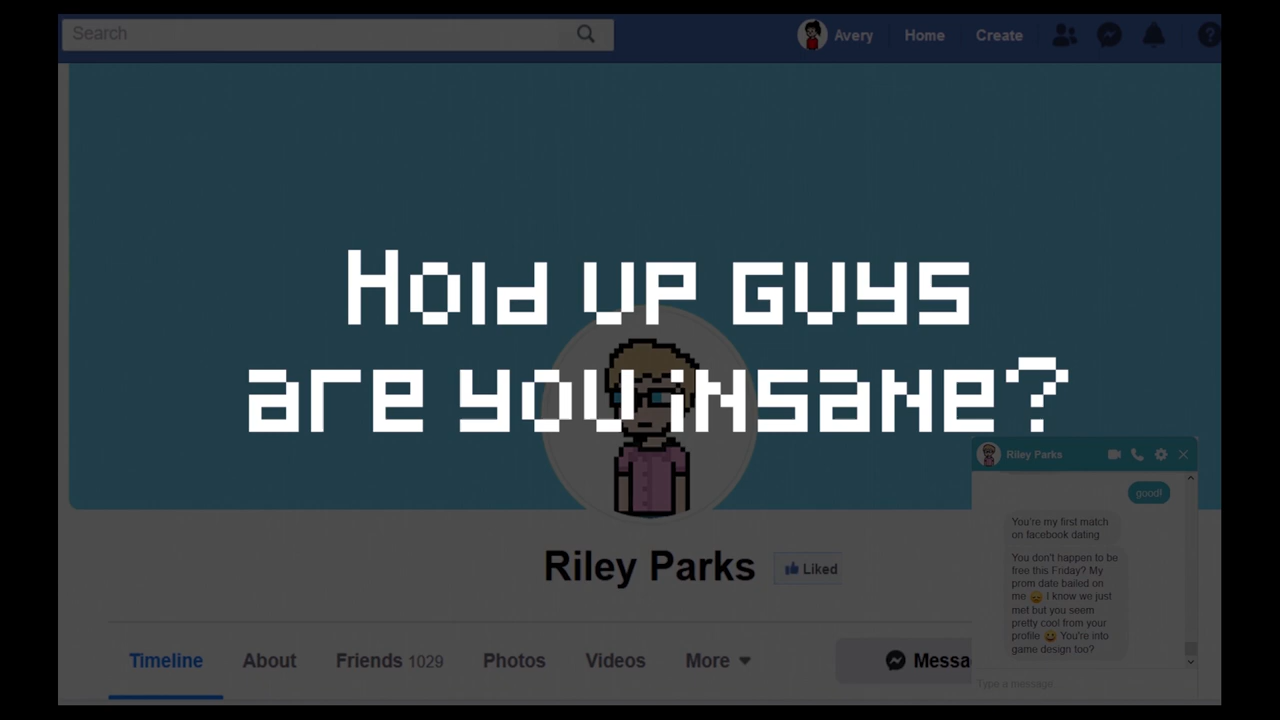 Search
Avery
Home
Create
?
Hold up guys
are you insane?
Riley Parks
Liked
Timeline
About
Friends 1029
Photos
Videos
More
Messa
Riley Parks
good!
You're my first match
on facebook dating
You don't happen to be
free this Friday? My
prom date bailed on
me 😞 I know we just
met but you seem
pretty cool from your
profile 😀 You're into
game design too?
Type a message